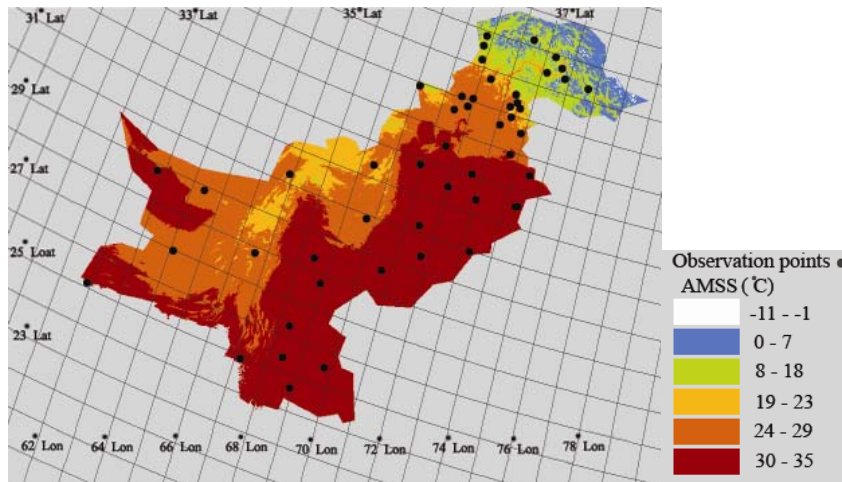 31° Lat
33° Lat
35° Lat
37° Lat
29 Lat
27 Lat
25 Loat
23 Lat
62 Lon
64 Lon
66 Lon
68 Lon
70 Lon
72 Lon
74 Lon
76 Lon
78 Lon
Observation points
AMSS (°C)
-11 - -1
0 - 7
8 - 18
19 - 23
24 - 29
30 - 35